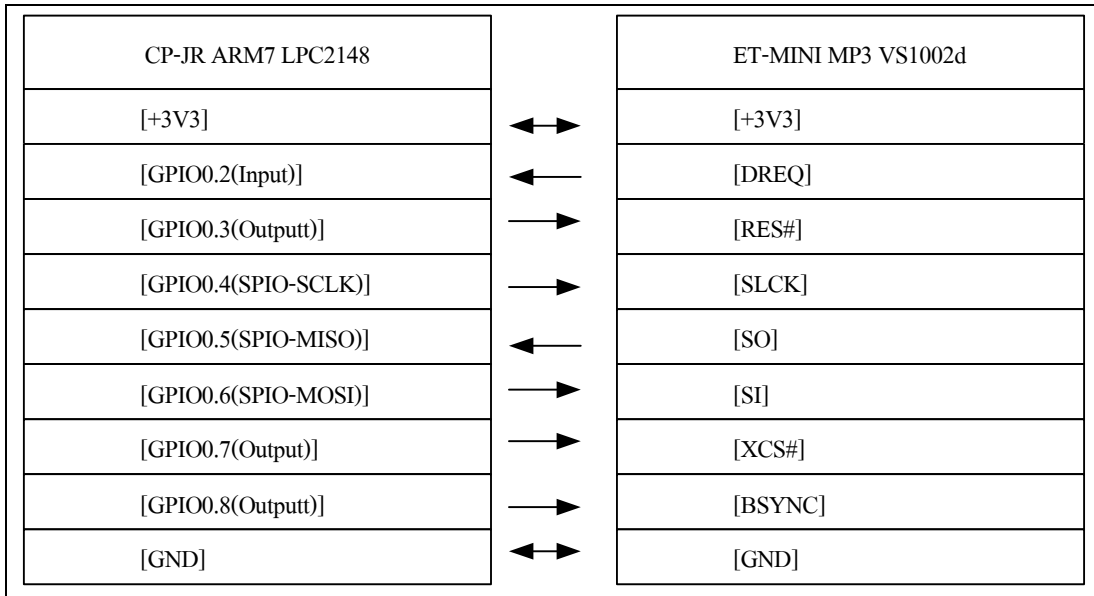 CP-JR ARM7 LPC2148 ET-MINI MP3 VS1002d
[+3V3] [+3V3]
[GPIO0.2(Input)] [DREQ]
[GPIO0.3(Outputt)] [RES#]
[GPIO0.4(SPIO-SCLK)] [SLCK]
[GPIO0.5(SPIO-MISO)] [SO]
[GPIO0.6(SPIO-MOSI)] [SI]
[GPIO0.7(Output)] [XCS#]
[GPIO0.8(Outputt)] [BSYNC]
[GND] [GND]